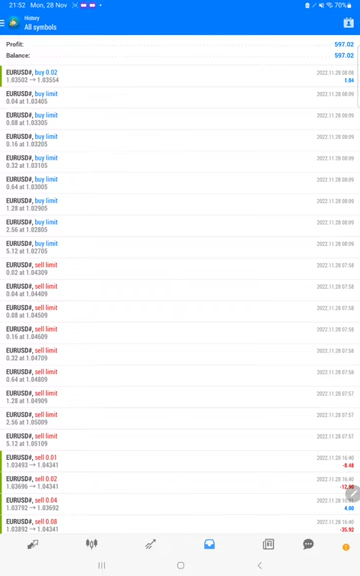 21:52 Mon, 28 Nov 70%
History
All symbols
Profit: 597.02
Balance: 597.02
EURUSD#, buy 0.02 2022.11.28 08:08
1.03502 → 1.03554 1.04
EURUSD#, buy limit 2022.11.28 08:09
0.04 at 1.03405
EURUSD#, buy limit 2022.11.28 08:09
0.08 at 1.03305
EURUSD#, buy limit 2022.11.28 08:09
0.16 at 1.03205
EURUSD#, buy limit 2022.11.28 08:09
0.32 at 1.03105
EURUSD#, buy limit 2022.11.28 08:09
0.64 at 1.03005
EURUSD#, buy limit 2022.11.28 08:09
1.28 at 1.02905
EURUSD#, buy limit 2022.11.28 08:09
2.56 at 1.02805
EURUSD#, buy limit 2022.11.28 08:09
5.12 at 1.02705
EURUSD#, sell limit 2022.11.28 07:58
0.02 at 1.04309
EURUSD#, sell limit 2022.11.28 07:58
0.04 at 1.04409
EURUSD#, sell limit 2022.11.28 07:58
0.08 at 1.04509
EURUSD#, sell limit 2022.11.28 07:58
0.16 at 1.04609
EURUSD#, sell limit 2022.11.28 07:58
0.32 at 1.04709
EURUSD#, sell limit 2022.11.28 07:58
0.64 at 1.04809
EURUSD#, sell limit 2022.11.28 07:57
1.28 at 1.04909
EURUSD#, sell limit 2022.11.28 07:57
2.56 at 1.05009
EURUSD#, sell limit 2022.11.28 07:57
5.12 at 1.05109
EURUSD#, sell 0.01 2022.11.28 16:40
1.03493 → 1.04341 -8.48
EURUSD#, sell 0.02 2022.11.28 16:40
1.03696 → 1.04341 -12.90
EURUSD#, sell 0.04 2022.11.28
1.03792 → 1.03692 4.00
EURUSD#, sell 0.08 2022.11.28 16:40
1.03892 → 1.04341 -35.92